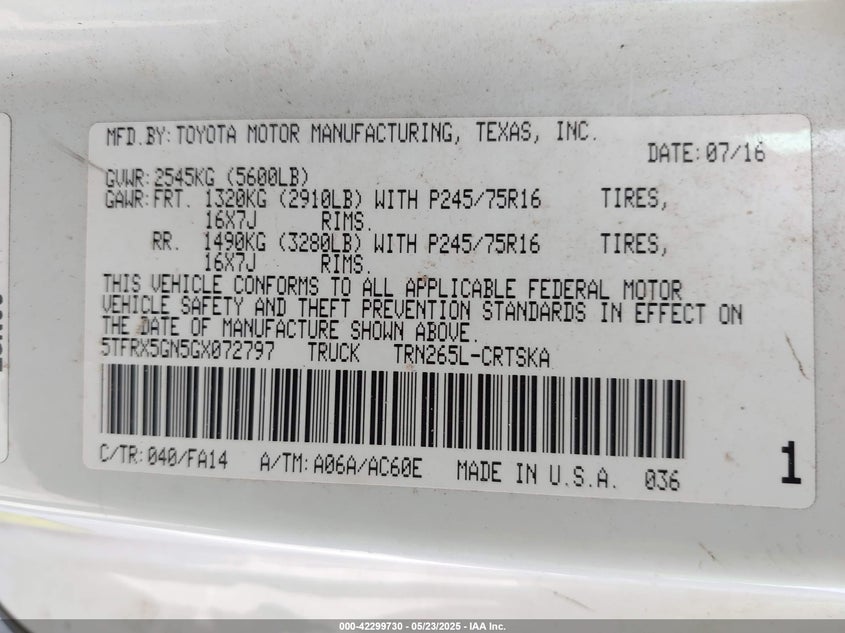 MFD.BY:TOYOTA MOTOR MANUFACTURING, TEXAS, INC.
DATE:07/16
GVWR:2545KG (5600LB)
GAWR:FRT. 1320KG (2910LB) WITH P245/75R16 TIRES,
16X7J RIMS.
RR. 1490KG (3280LB) WITH P245/75R16 TIRES,
16X7J RIMS.
THIS VEHICLE CONFORMS TO ALL APPLICABLE FEDERAL MOTOR
VEHICLE SAFETY AND THEFT PREVENTION STANDARDS IN EFFECT ON
THE DATE OF MANUFACTURE SHOWN ABOVE.
5TFRX5GN5GX072797 TRUCK TRN265L-CRTSKA
C/TR:040/FA14 A/TM:A06A/AC60E MADE IN U.S.A. 036
1
000-42299730 - 05/23/2025 - IAA Inc.